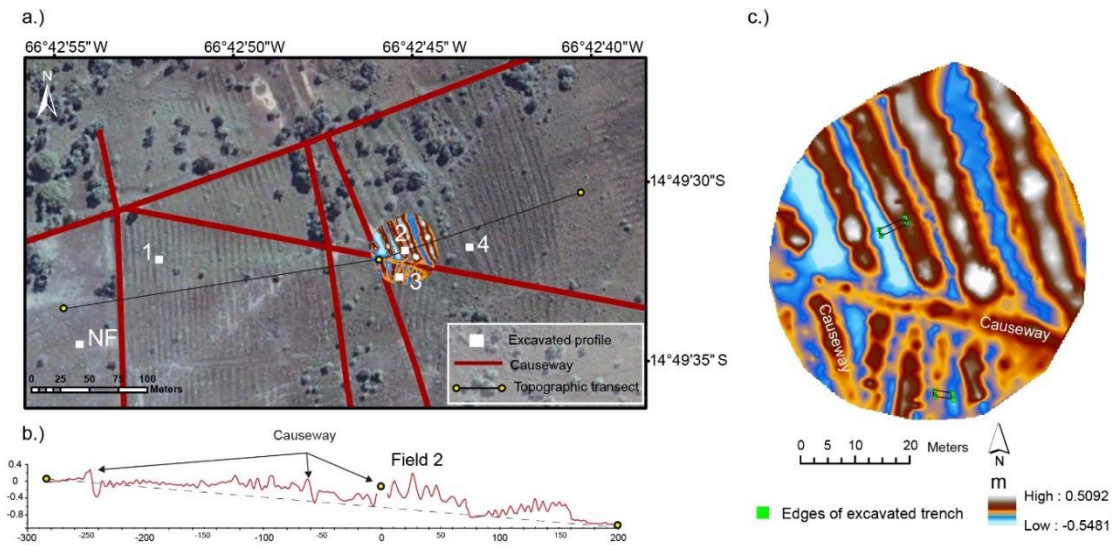 a.)
66°42'55"W 66°42'50"W 66°42'45"W 66°42'40"W
N
1
2
4
3
NF
14°49'30"S
14°49'35"S
Excavated profile
Causeway
Topographic transect
0 12.5 25 50 75 100
Meters
b.)
Causeway
Field 2
0.4
0
-0.4
-0.8
-300 -250 -200 -150 -100 -50 0 50 100 150 200
c.)
Causeway
Causeway
0 5 10 20 Meters
N
m
High : 0.5092
Low : -0.5481
Edges of excavated trench